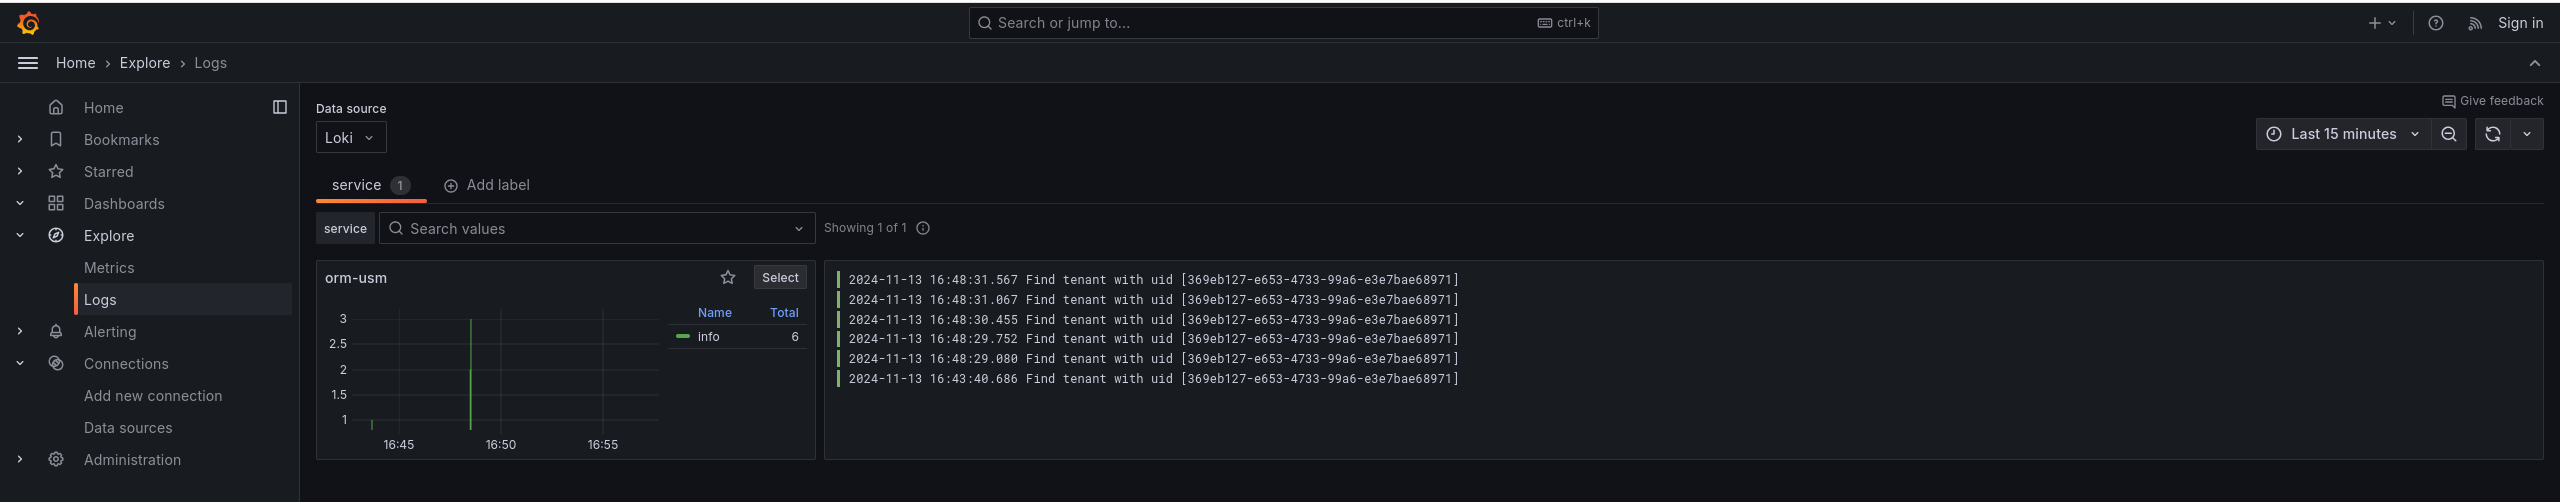 Search or jump to... ctrl+k Sign in
Home › Explore › Logs
Home
Bookmarks
Starred
Dashboards
Explore
Metrics
Logs
Alerting
Connections
Add new connection
Data sources
Administration
Data source
Give feedback
Loki
Last 15 minutes
service 1 Add label
service Search values Showing 1 of 1
orm-usm Select
Name Total
info 6
3
2.5
2
1.5
1
16:45 16:50 16:55
2024-11-13 16:48:31.567 Find tenant with uid [369eb127-e653-4733-99a6-e3e7bae68971]
2024-11-13 16:48:31.067 Find tenant with uid [369eb127-e653-4733-99a6-e3e7bae68971]
2024-11-13 16:48:30.455 Find tenant with uid [369eb127-e653-4733-99a6-e3e7bae68971]
2024-11-13 16:48:29.752 Find tenant with uid [369eb127-e653-4733-99a6-e3e7bae68971]
2024-11-13 16:48:29.080 Find tenant with uid [369eb127-e653-4733-99a6-e3e7bae68971]
2024-11-13 16:43:40.686 Find tenant with uid [369eb127-e653-4733-99a6-e3e7bae68971]